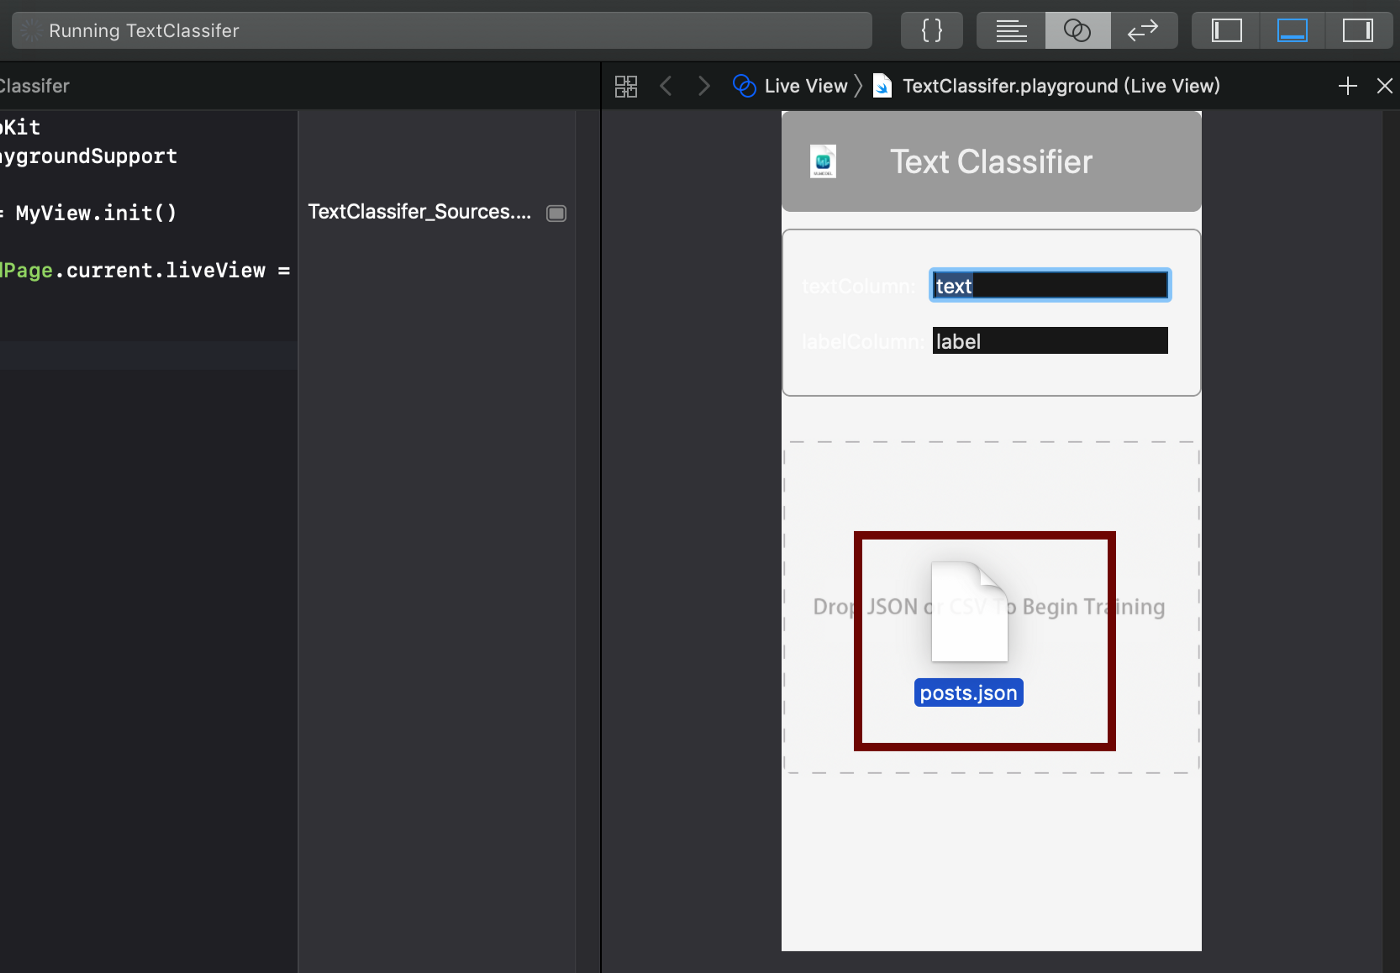 Running TextClassifer
{ }
Classifer
Live View
TextClassifer.playground (Live View)
pKit
aygroundSupport
= MyView.init()
TextClassifer_Sources....
dPage.current.liveView =
Text Classifier
textColumn: text
labelColumn: label
Drop JSON or CSV To Begin Training
posts.json